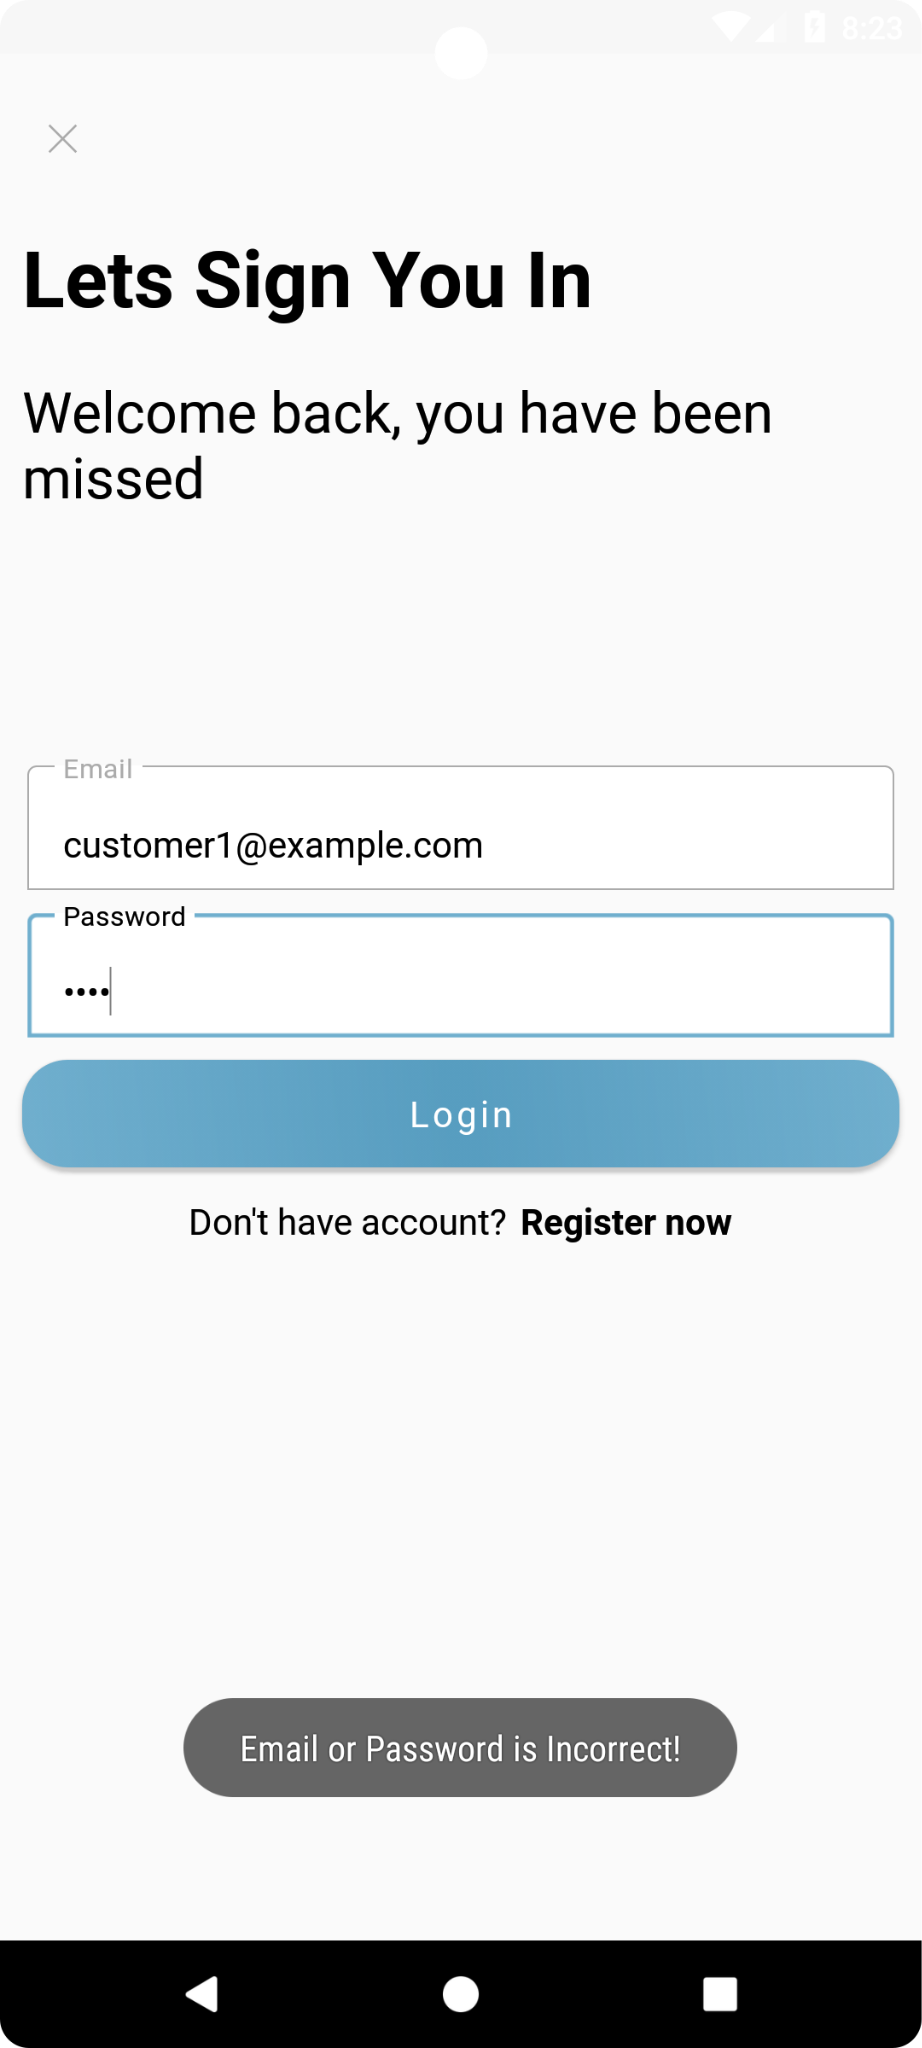 8:23
Lets Sign You In
Welcome back, you have been
missed
Email
customer1@example.com
Password
••••
Login
Don't have account? Register now
Email or Password is Incorrect!